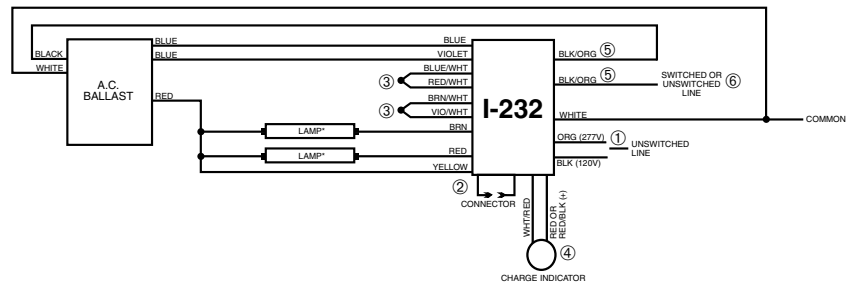 BLACK
WHITE
A.C.
BALLAST
BLUE
BLUE
RED
BLUE
VIOLET
BLUE/WHT
③ RED/WHT
BRN/WHT
③ VIO/WHT
LAMP* BRN
LAMP* RED
YELLOW
I-232
BLK/ORG ⑤
BLK/ORG ⑤
SWITCHED OR
UNSWITCHED
LINE
⑥
WHITE
COMMON
ORG (277V) ①
UNSWITCHED
LINE
BLK (120V)
②
CONNECTOR
WHT/RED
RED OR
RED/BLK (+)
④
CHARGE INDICATOR